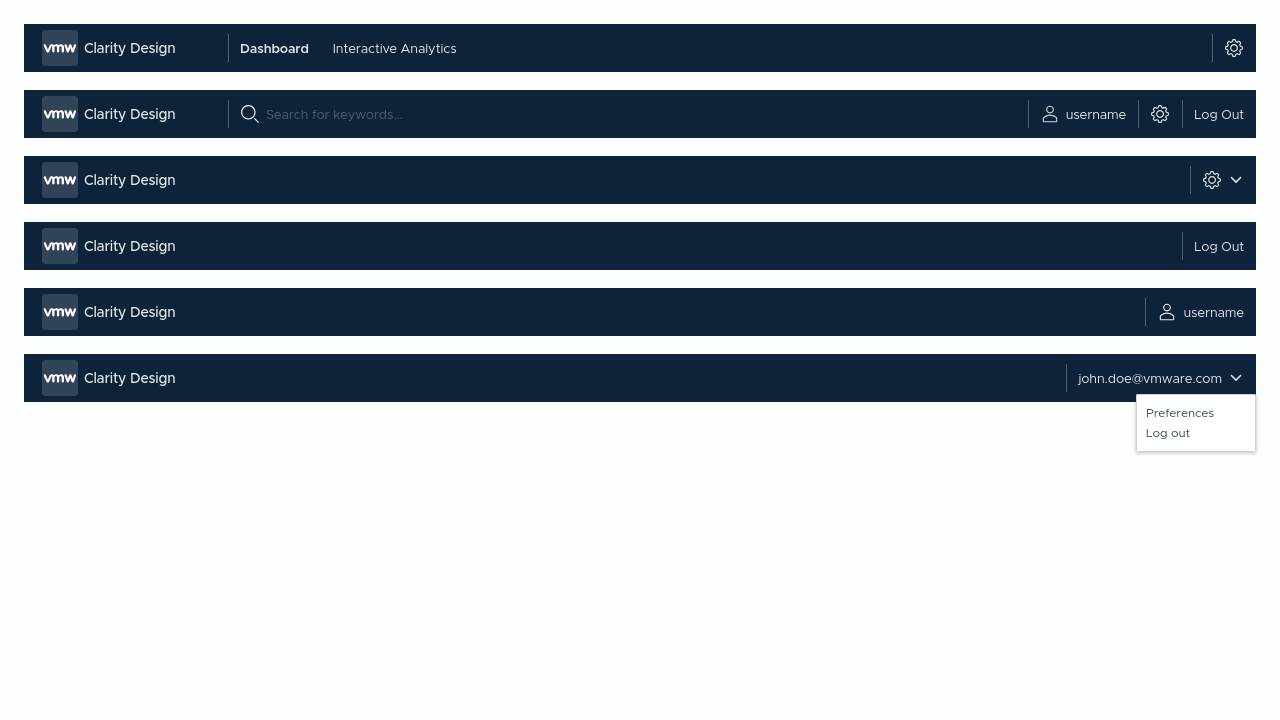 vmw Clarity Design Dashboard Interactive Analytics
vmw Clarity Design Search for keywords... username Log Out
vmw Clarity Design
vmw Clarity Design Log Out
vmw Clarity Design username
vmw Clarity Design john.doe@vmware.com
Preferences
Log out